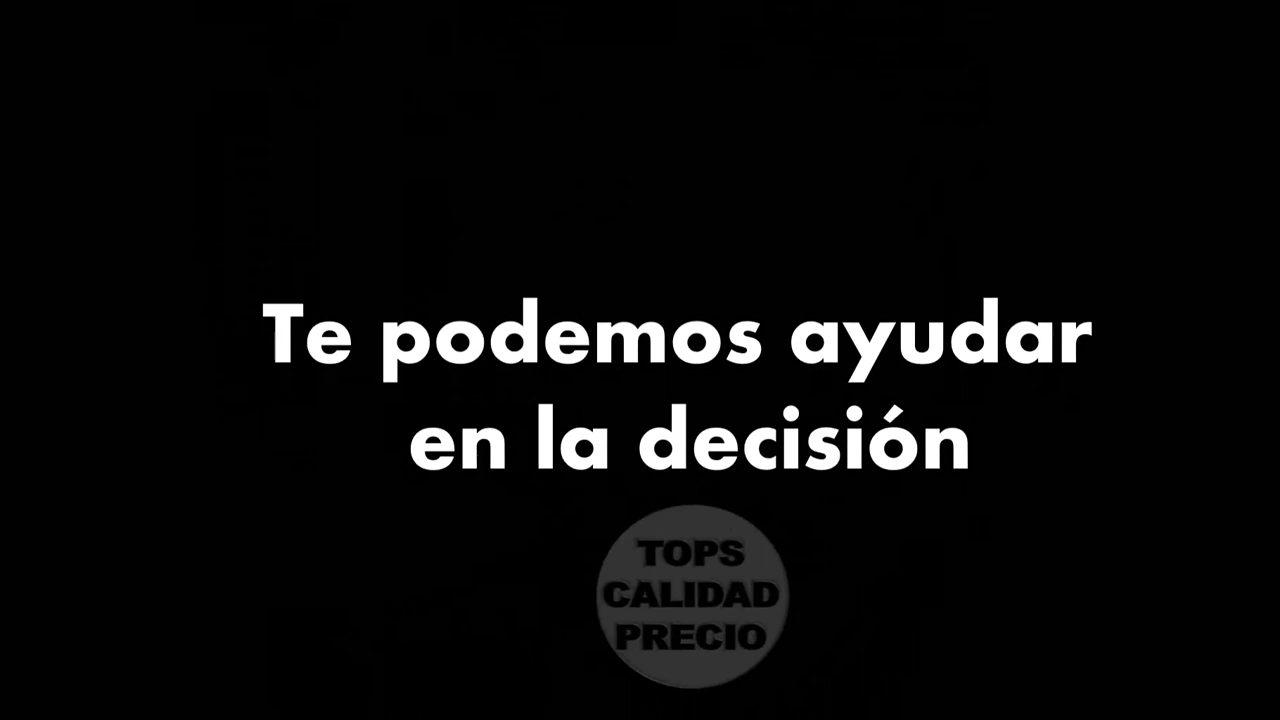 Te podemos ayudar
en la decisión
TOPS
CALIDAD
PRECIO